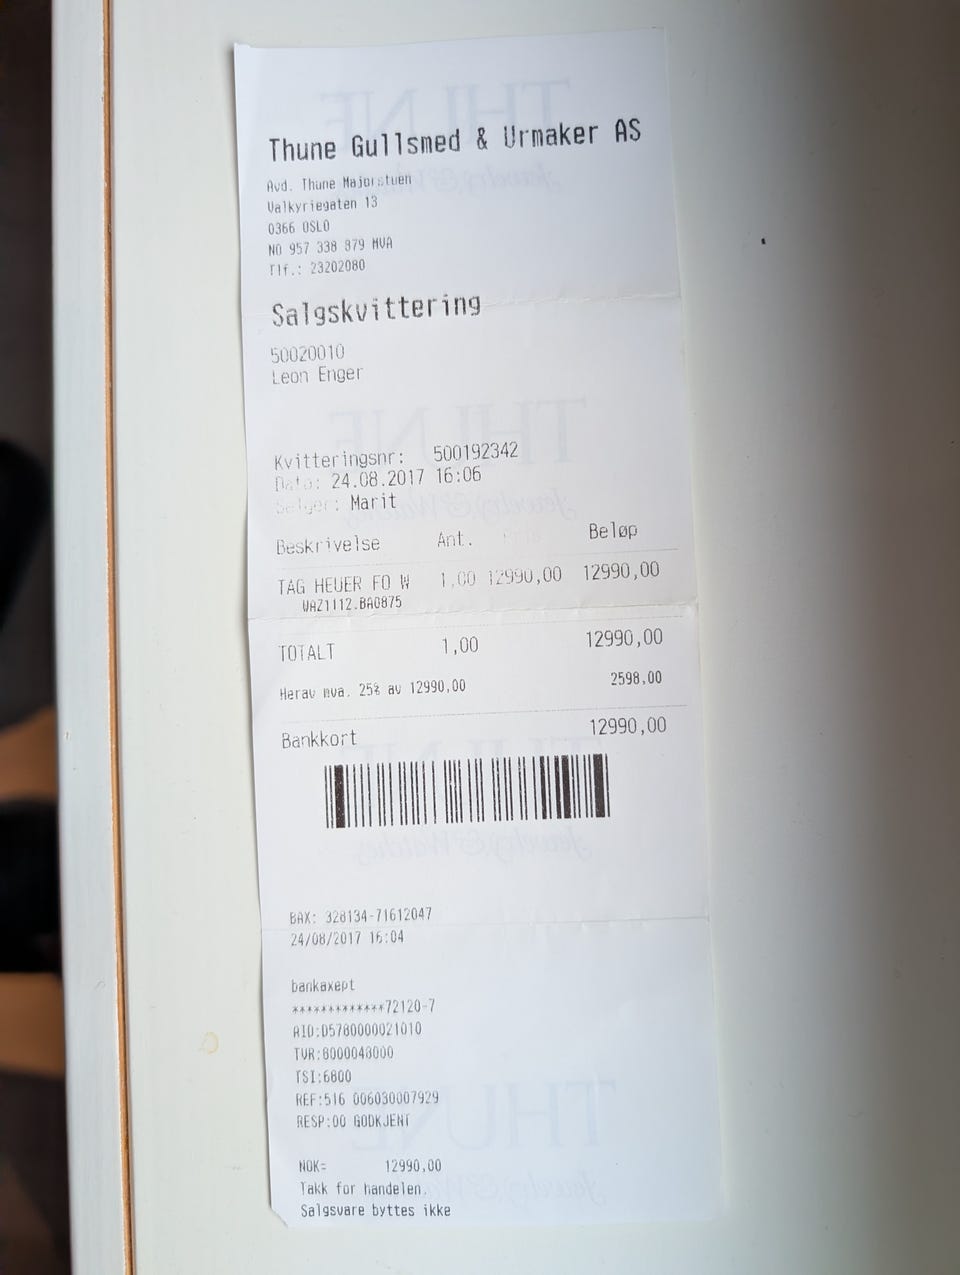 Thune Gullsmed & Urmaker AS
Avd. Thune Majorstuen
Valkyriegaten 13
0366 OSLO
NO 957 338 879 MVA
Tlf.: 23202080
Salgskvittering
50020010
Leon Enger
Kvitteringsnr: 500192342
Dato: 24.08.2017 16:06
Selger: Marit
Beskrivelse Ant. Beløp
TAG HEUER FO W 1,00 12990,00 12990,00
WAZ1112.BA0875
TOTALT 1,00 12990,00
Herav mva. 25% av 12990,00 2598,00
Bankkort 12990,00
BAX: 328134-71612047
24/08/2017 16:04
bankaxept
*************72120-7
AID:D5780000021010
TVR:8000048000
TSI:6800
REF:516 006030007929
RESP:00 GODKJENT
NOK= 12990,00
Takk for handelen.
Salgsvare byttes ikke